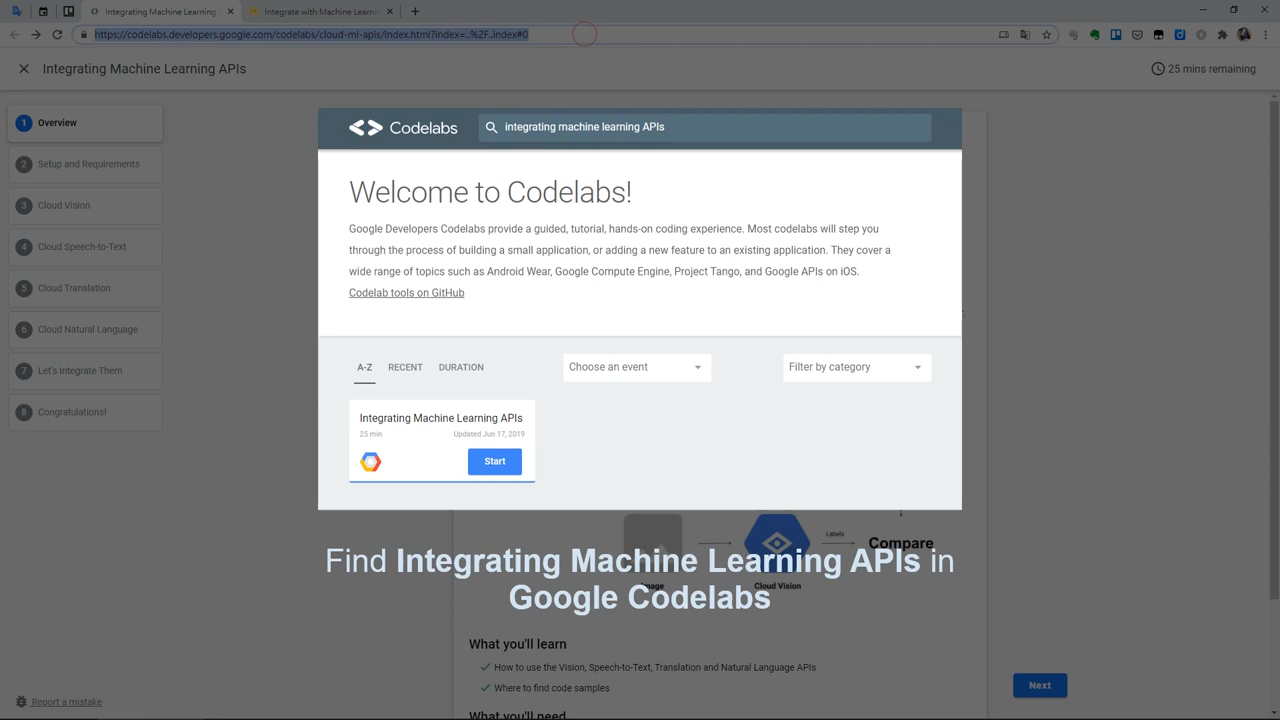 Integrating Machine Learning
Integrate with Machine Learnin
https://codelabs.developers.google.com/codelabs/cloud-ml-apis/index.html?index=..%2F..index#0
Integrating Machine Learning APIs
25 mins remaining
1 Overview
2 Setup and Requirements
3 Cloud Vision
4 Cloud Speech-to-Text
5 Cloud Translation
6 Cloud Natural Language
7 Let's Integrate Them
8 Congratulations!
Codelabs
integrating machine learning APIs
Welcome to Codelabs!
Google Developers Codelabs provide a guided, tutorial, hands-on coding experience. Most codelabs will step you
through the process of building a small application, or adding a new feature to an existing application. They cover a
wide range of topics such as Android Wear, Google Compute Engine, Project Tango, and Google APIs on iOS.
Codelab tools on GitHub
A-Z RECENT DURATION
Choose an event
Filter by category
Integrating Machine Learning APIs
25 min Updated Jun 17, 2019
Start
Labels
Compare
Image
Cloud Vision
Find Integrating Machine Learning APIs in
Google Codelabs
What you'll learn
How to use the Vision, Speech-to-Text, Translation and Natural Language APIs
Where to find code samples
What you'll need
Next
Report a mistake